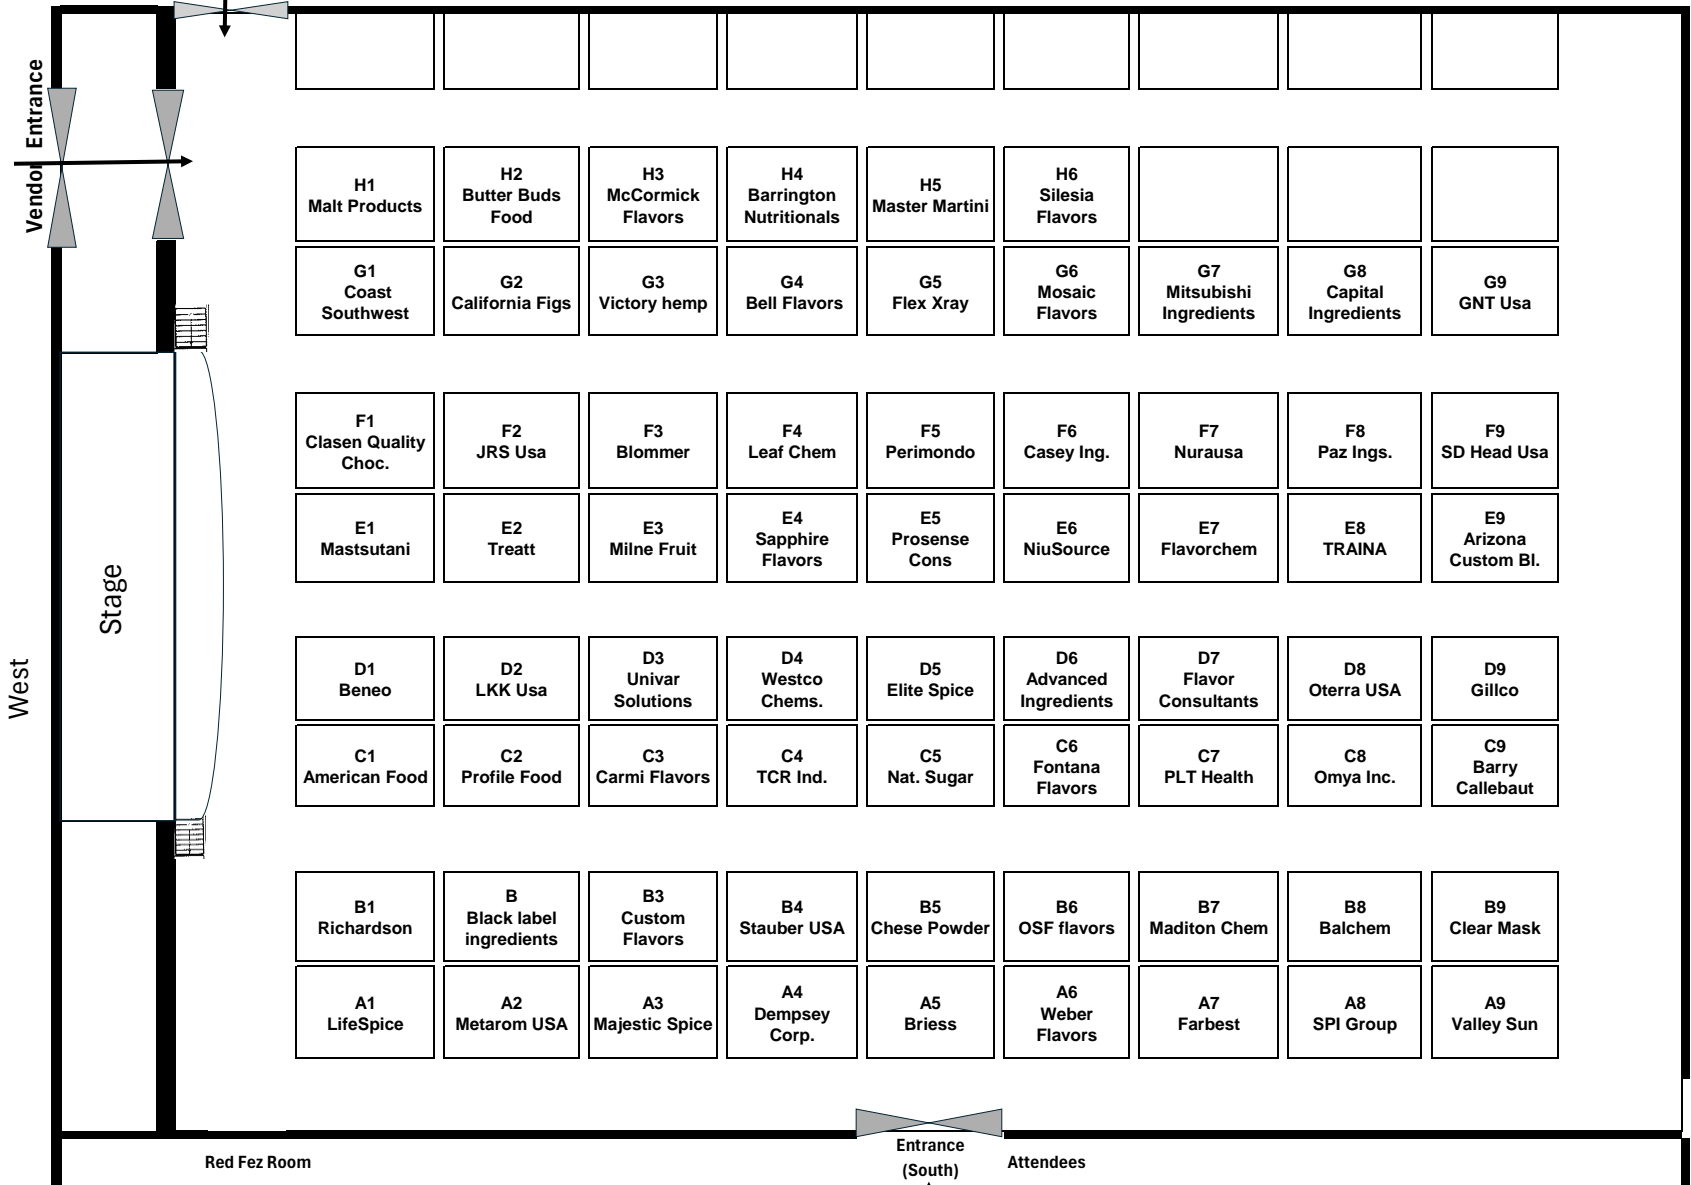 Vendor Entrance
H1
Malt Products
H2
Butter Buds
Food
H3
McCormick
Flavors
H4
Barrington
Nutritionals
H5
Master Martini
H6
Silesia
Flavors
G1
Coast
Southwest
G2
California Figs
G3
Victory hemp
G4
Bell Flavors
G5
Flex Xray
G6
Mosaic
Flavors
G7
Mitsubishi
Ingredients
G8
Capital
Ingredients
G9
GNT Usa
F1
Clasen Quality
Choc.
F2
JRS Usa
F3
Blommer
F4
Leaf Chem
F5
Perimondo
F6
Casey Ing.
F7
Nurausa
F8
Paz Ings.
F9
SD Head Usa
E1
Mastsutani
E2
Treatt
E3
Milne Fruit
E4
Sapphire
Flavors
E5
Prosense
Cons
E6
NiuSource
E7
Flavorchem
E8
TRAINA
E9
Arizona
Custom Bl.
Stage
West
D1
Beneo
D2
LKK Usa
D3
Univar
Solutions
D4
Westco
Chems.
D5
Elite Spice
D6
Advanced
Ingredients
D7
Flavor
Consultants
D8
Oterra USA
D9
Gillco
C1
American Food
C2
Profile Food
C3
Carmi Flavors
C4
TCR Ind.
C5
Nat. Sugar
C6
Fontana
Flavors
C7
PLT Health
C8
Omya Inc.
C9
Barry
Callebaut
B1
Richardson
B
Black label
ingredients
B3
Custom
Flavors
B4
Stauber USA
B5
Chese Powder
B6
OSF flavors
B7
Maditon Chem
B8
Balchem
B9
Clear Mask
A1
LifeSpice
A2
Metarom USA
A3
Majestic Spice
A4
Dempsey
Corp.
A5
Briess
A6
Weber
Flavors
A7
Farbest
A8
SPI Group
A9
Valley Sun
Red Fez Room
Entrance
(South)
Attendees